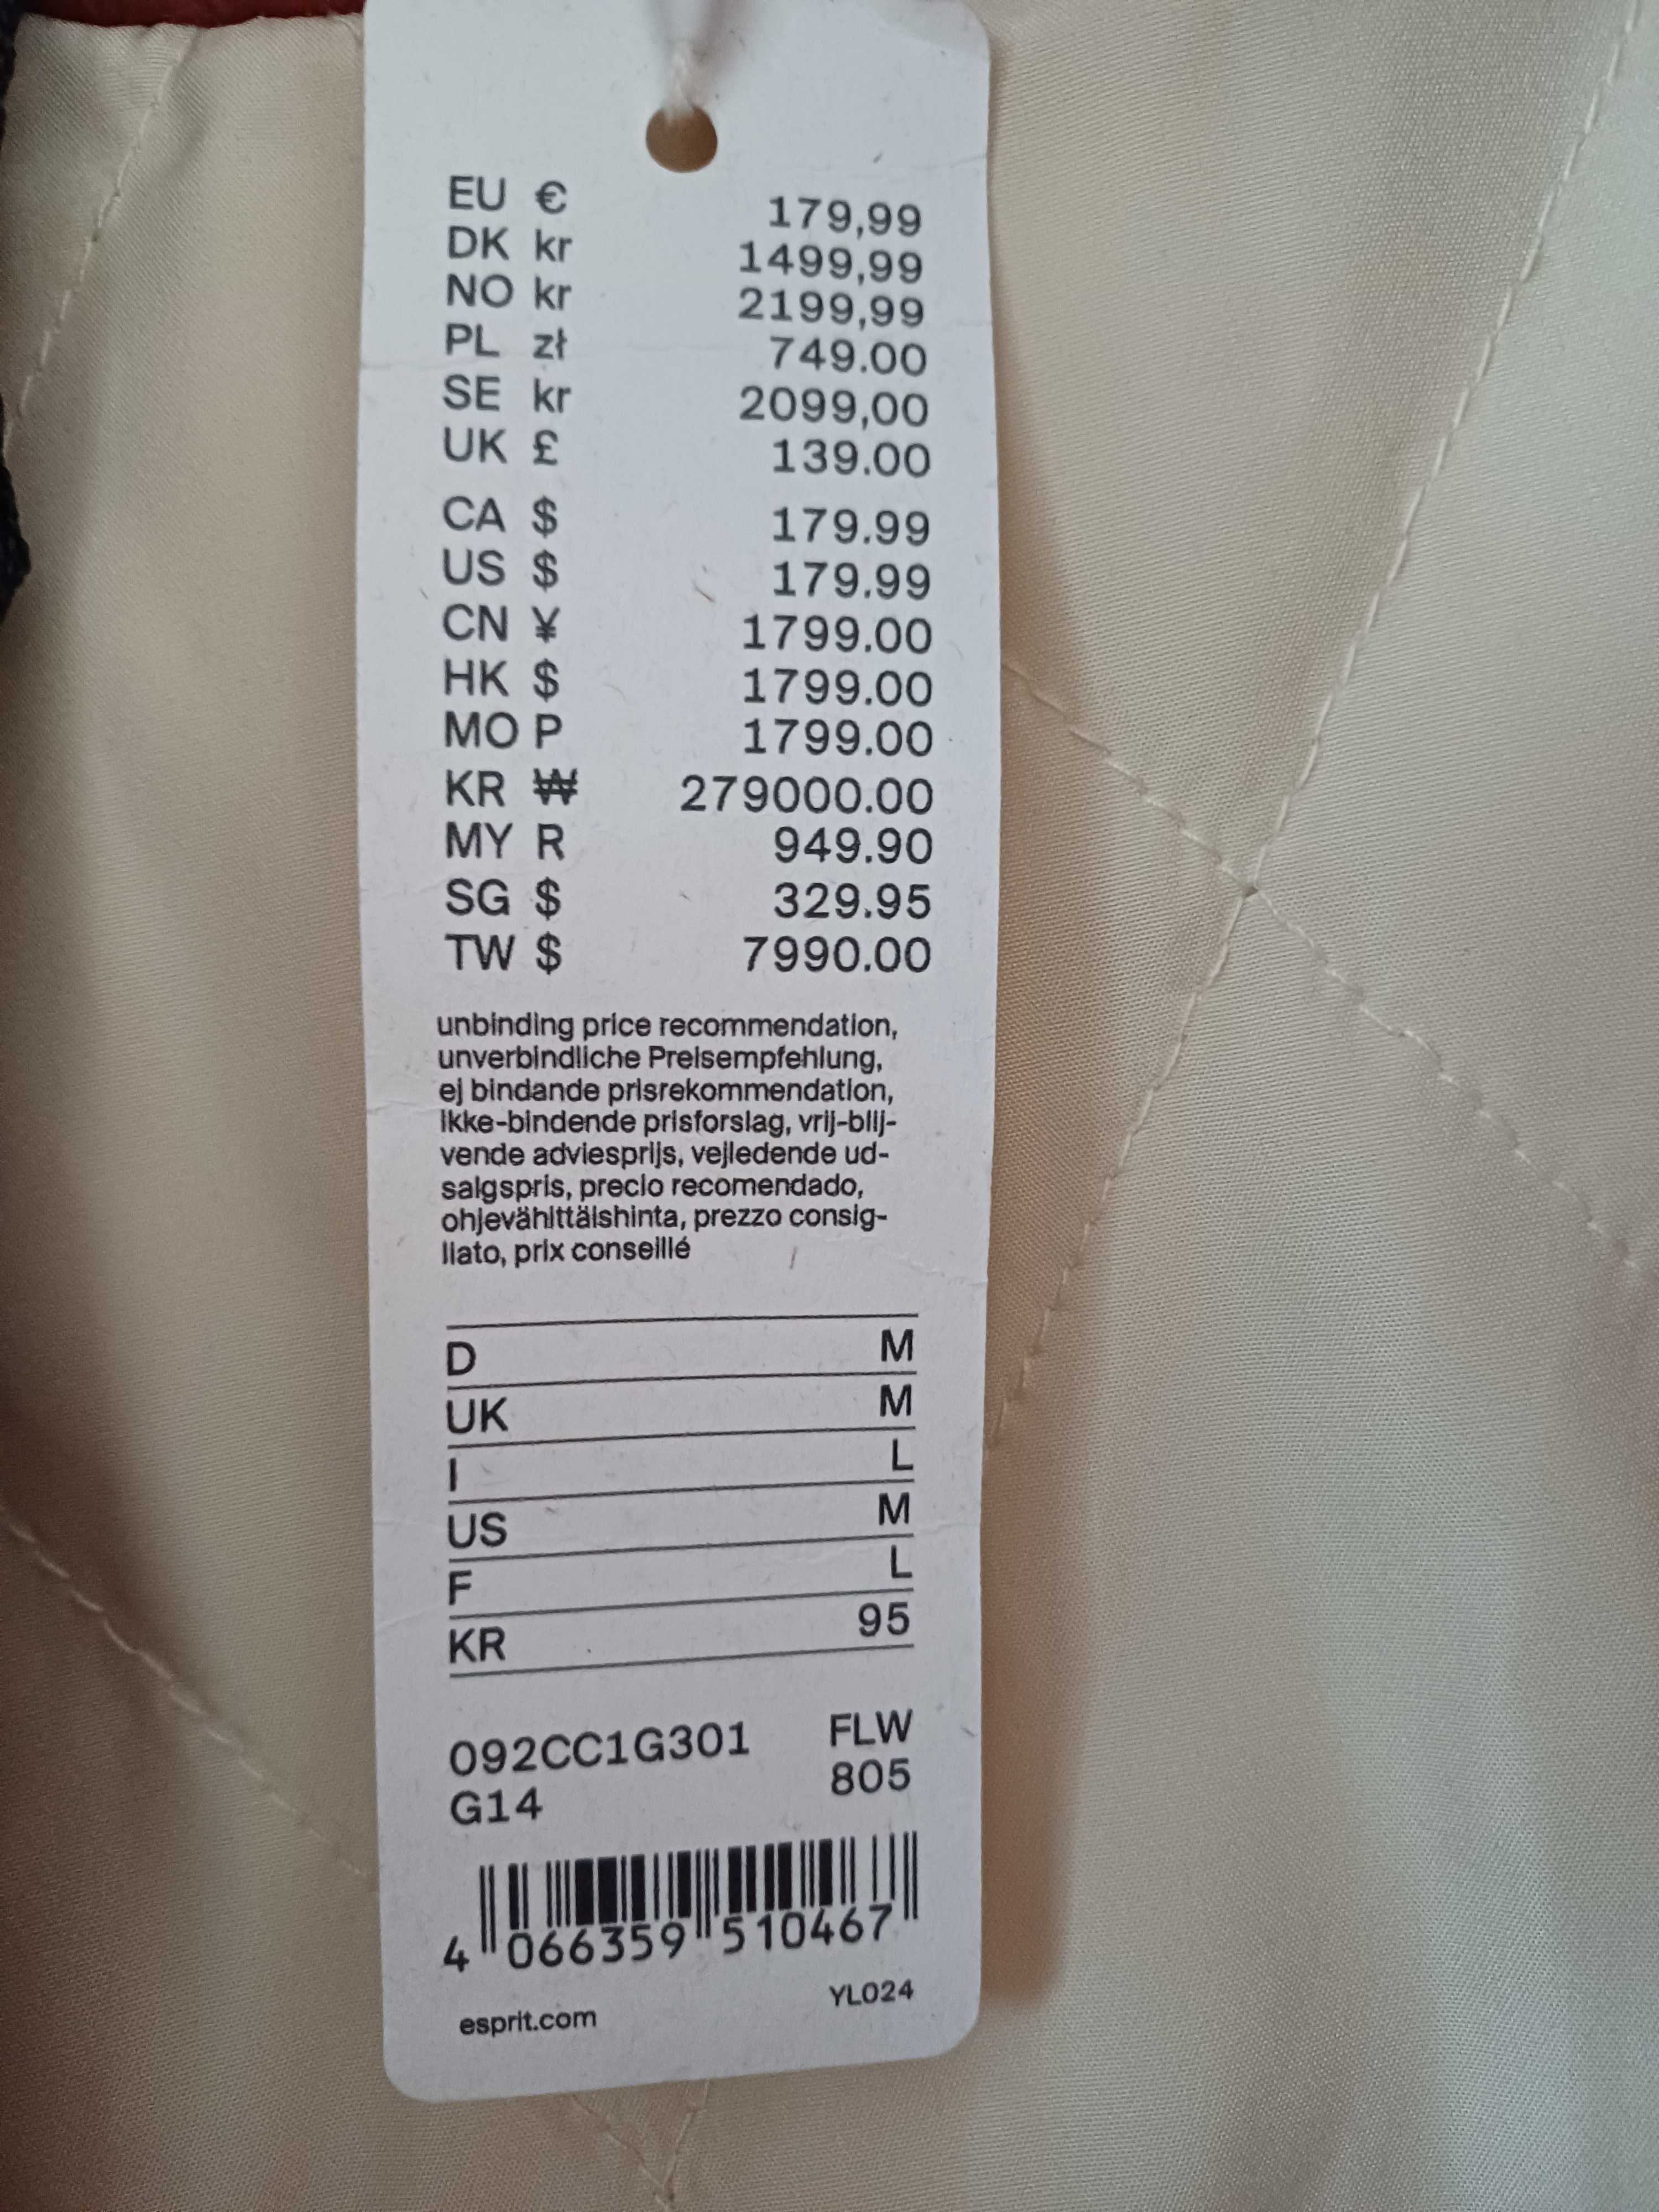 EU € 179,99
DK kr 1499,99
NO kr 2199,99
PL zł 749.00
SE kr 2099,00
UK £ 139.00
CA $ 179.99
US $ 179.99
CN ¥ 1799.00
HK $ 1799.00
MO P 1799.00
KR ₩ 279000.00
MY R 949.90
SG $ 329.95
TW $ 7990.00
unbinding price recommendation,
unverbindliche Preisempfehlung,
ej bindande prisrekommendation,
ikke-bindende prisforslag, vrij-blij-
vende adviesprijs, vejledende ud-
salgspris, precio recomendado,
ohjevähittäishinta, prezzo consig-
liato, prix conseillé
D M
UK M
I L
US M
F L
KR 95
092CC1G301 FLW
G14 805
4 066359 510467
esprit.com YL024